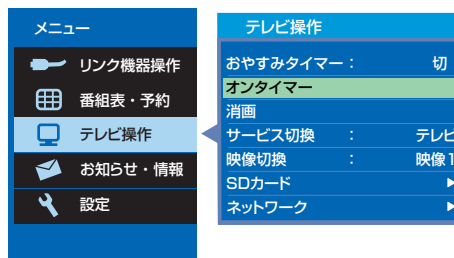 メニュー
リンク機器操作
番組表・予約
テレビ操作
お知らせ・情報
設定
テレビ操作
おやすみタイマー： 切
オンタイマー
消画
サービス切換 ： テレビ
映像切換 ： 映像1
SDカード
ネットワーク